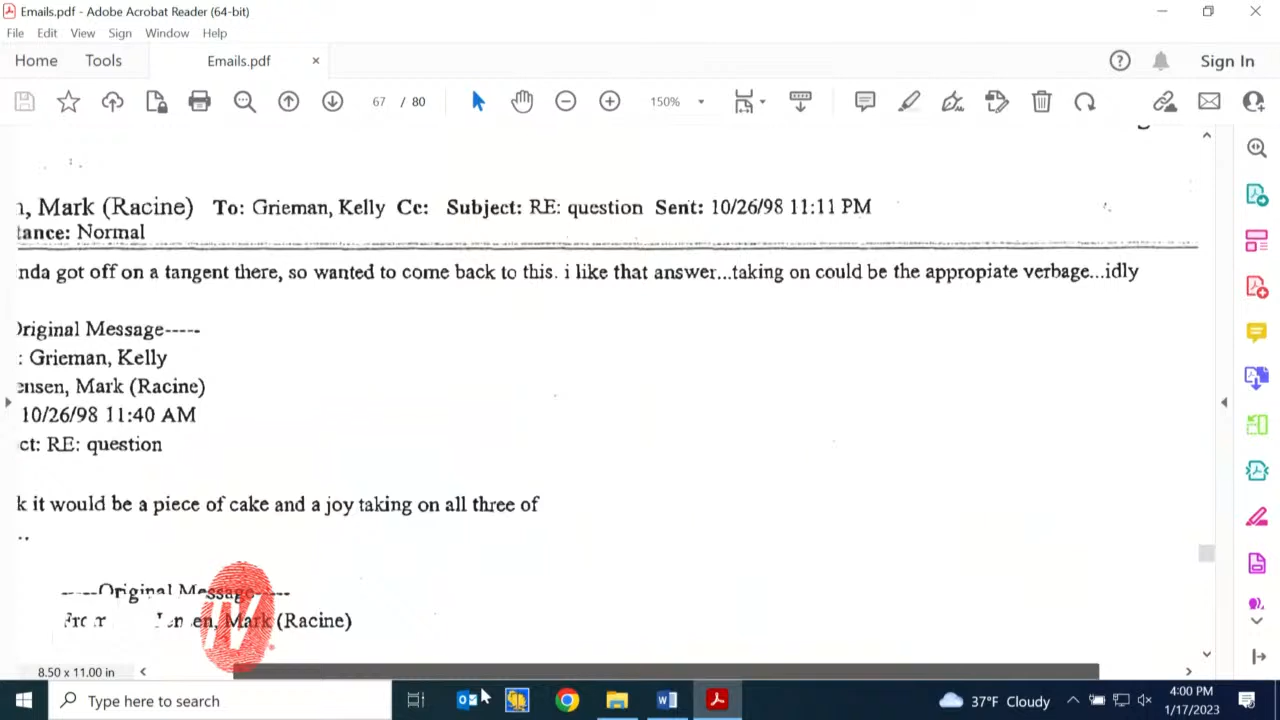 Emails.pdf - Adobe Acrobat Reader (64-bit)
File Edit View Sign Window Help
Home Tools Emails.pdf × Sign In
67 / 80 150%
, Mark (Racine) To: Grieman, Kelly Cc: Subject: RE: question Sent: 10/26/98 11:11 PM
tance: Normal
nda got off on a tangent there, so wanted to come back to this. i like that answer...taking on could be the appropiate verbage...idly
riginal Message-----
: Grieman, Kelly
ensen, Mark (Racine)
10/26/98 11:40 AM
ct: RE: question
k it would be a piece of cake and a joy taking on all three of
..
-----Original Message-----
en, Mark (Racine)
8.50 x 11.00 in
Type here to search
37°F Cloudy
4:00 PM
1/17/2023